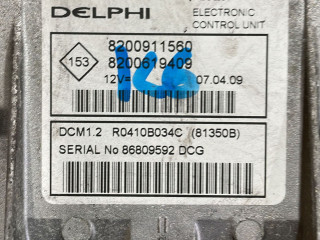 DELPHI
ELECTRONIC
CONTROL UNIT
8200911560
153
8200619409
12V= 07.04.09
DCM1.2 R0410B034C (81350B)
SERIAL No 86809592 DCG